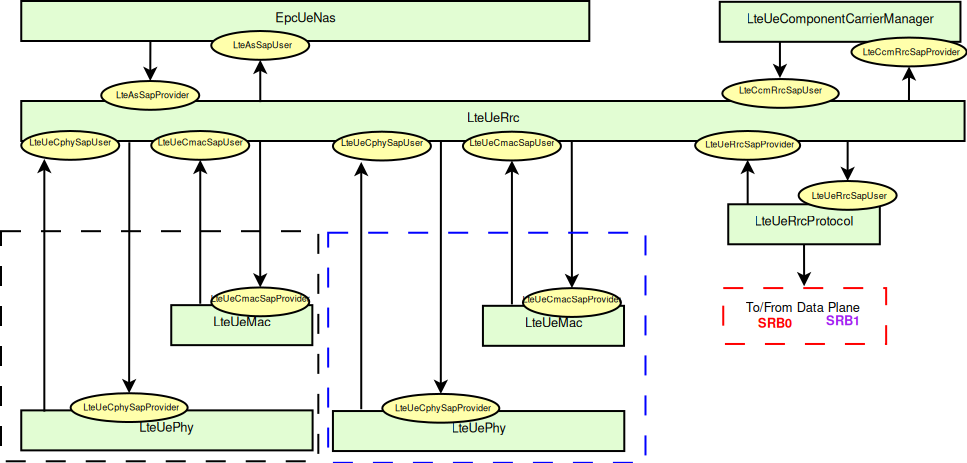 EpcUeNas
LteUeComponentCarrierManager
LteAsSapUser
LteCcmRrcSapProvider
LteAsSapProvider
LteCcmRrcSapUser
LteUeRrc
LteUeCphySapUser
LteUeCmacSapUser
LteUeCphySapUser
LteUeCmacSapUser
LteUeRrcSapProvider
LteUeRrcSapUser
LteUeRrcProtocol
LteUeCmacSapProvider
LteUeMac
LteUeCmacSapProvider
LteUeMac
To/From Data Plane
SRB0
SRB1
LteUeCphySapProvider
LteUePhy
LteUeCphySapProvider
LteUePhy